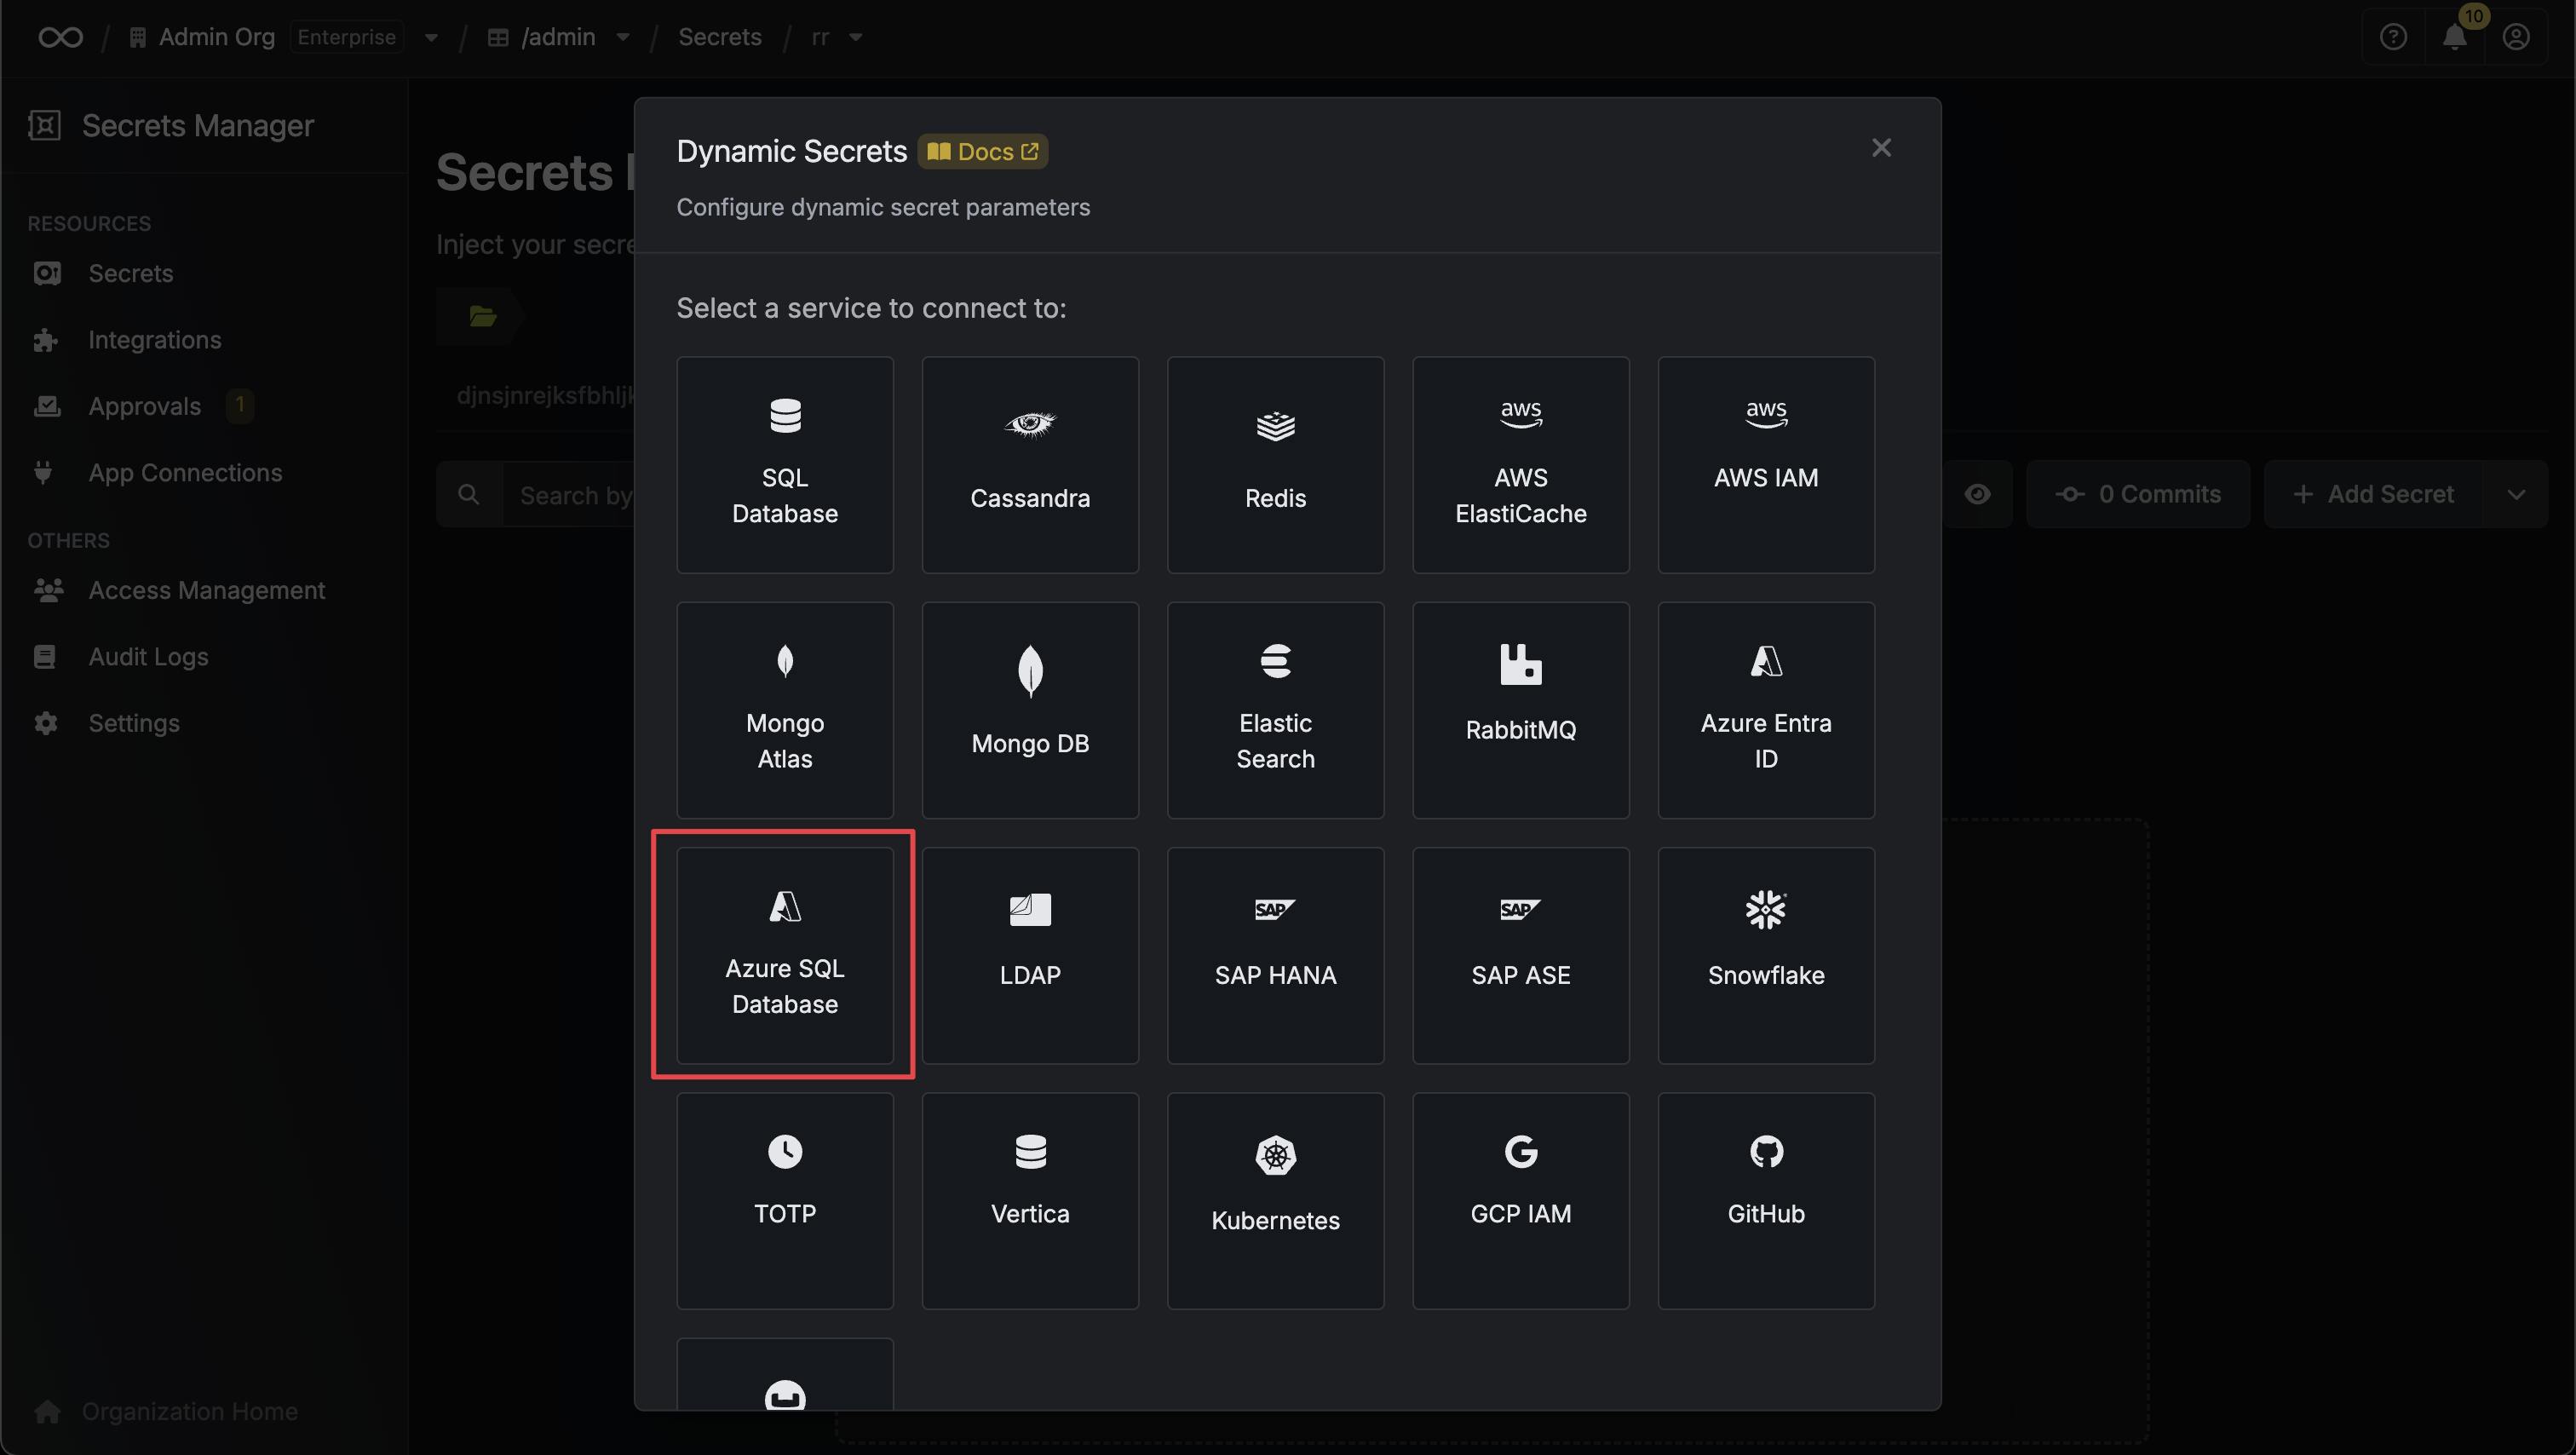 Admin Org Enterprise / /admin / Secrets / rr
10
Secrets Manager
RESOURCES
Secrets
Integrations
Approvals 1
App Connections
OTHERS
Access Management
Audit Logs
Settings
Organization Home
Secrets
Inject your secre
djnsjnrejksfbhljk
Search by
0 Commits
Add Secret
Dynamic Secrets Docs
Configure dynamic secret parameters
Select a service to connect to:
SQL
Database
Cassandra
Redis
aws
AWS
ElastiCache
aws
AWS IAM
Mongo
Atlas
Mongo DB
Elastic
Search
RabbitMQ
Azure Entra
ID
Azure SQL
Database
LDAP
SAP
SAP HANA
SAP
SAP ASE
Snowflake
TOTP
Vertica
Kubernetes
GCP IAM
GitHub